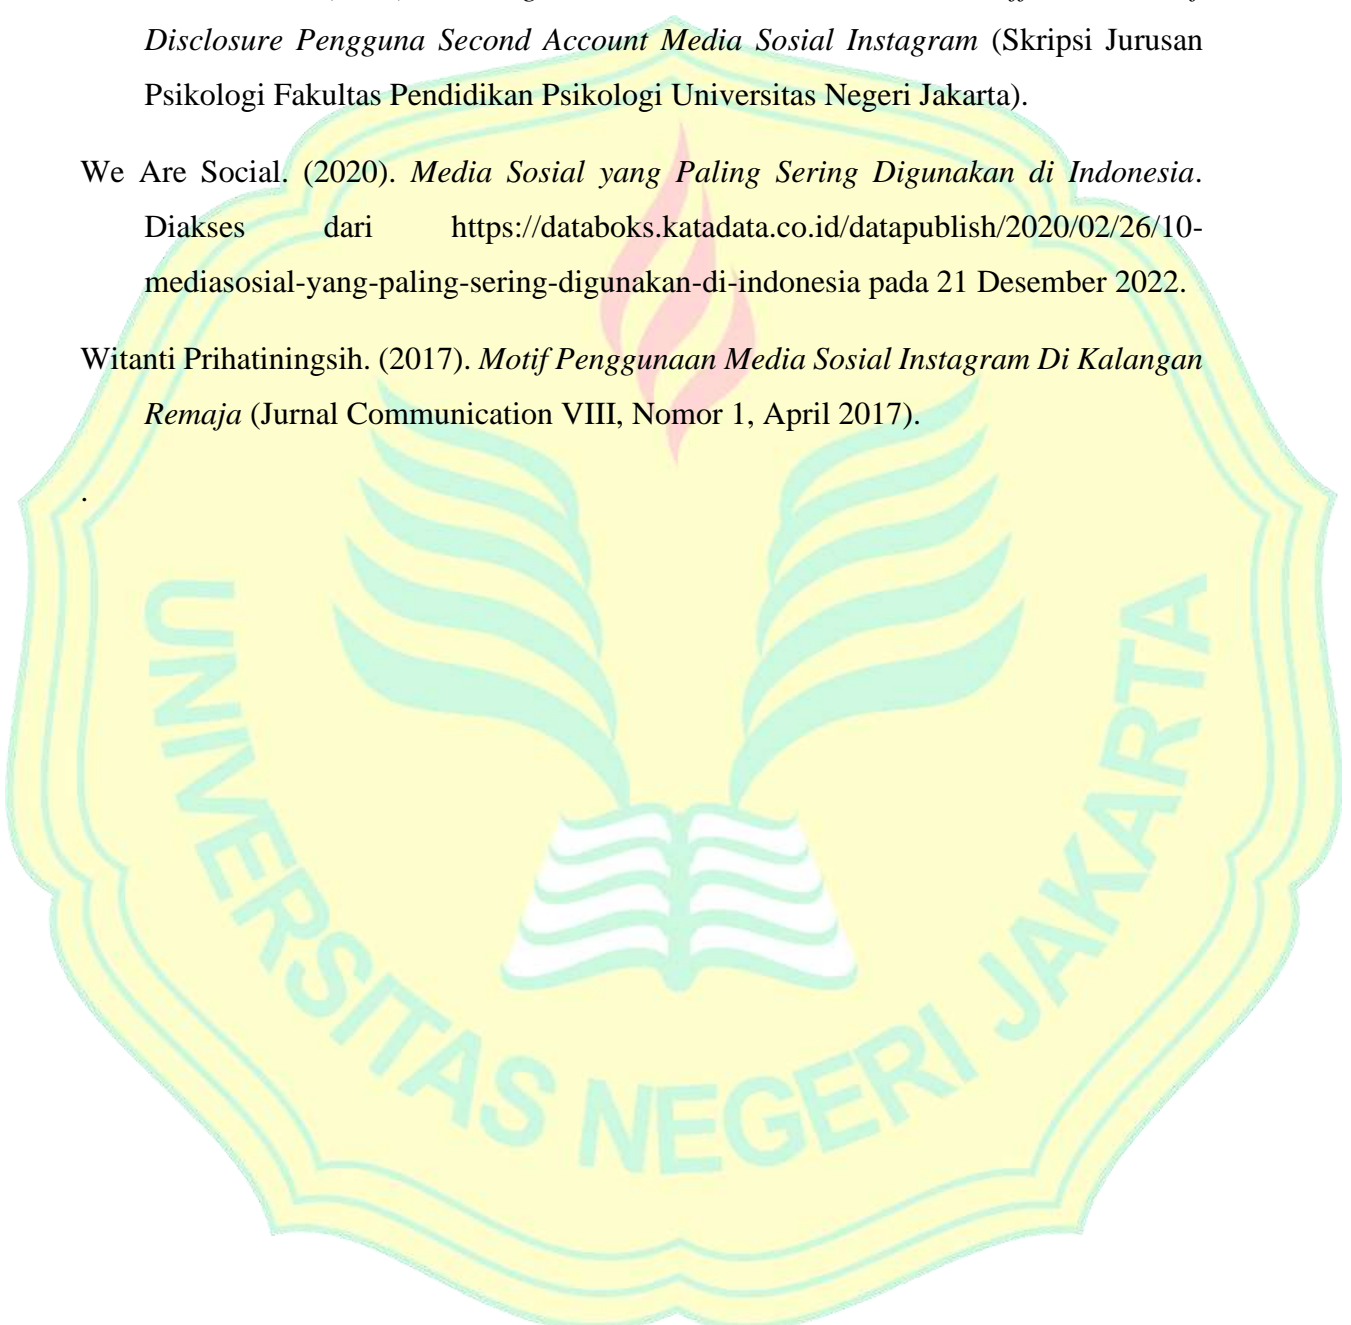 Disclosure Pengguna Second Account Media Sosial Instagram (Skripsi Jurusan
Psikologi Fakultas Pendidikan Psikologi Universitas Negeri Jakarta).
We Are Social. (2020). Media Sosial yang Paling Sering Digunakan di Indonesia.
Diakses dari https://databoks.katadata.co.id/datapublish/2020/02/26/10-
mediasosial-yang-paling-sering-digunakan-di-indonesia pada 21 Desember 2022.
Witanti Prihatiningsih. (2017). Motif Penggunaan Media Sosial Instagram Di Kalangan
Remaja (Jurnal Communication VIII, Nomor 1, April 2017).
.
UNIVERSITAS NEGERI JAKARTA